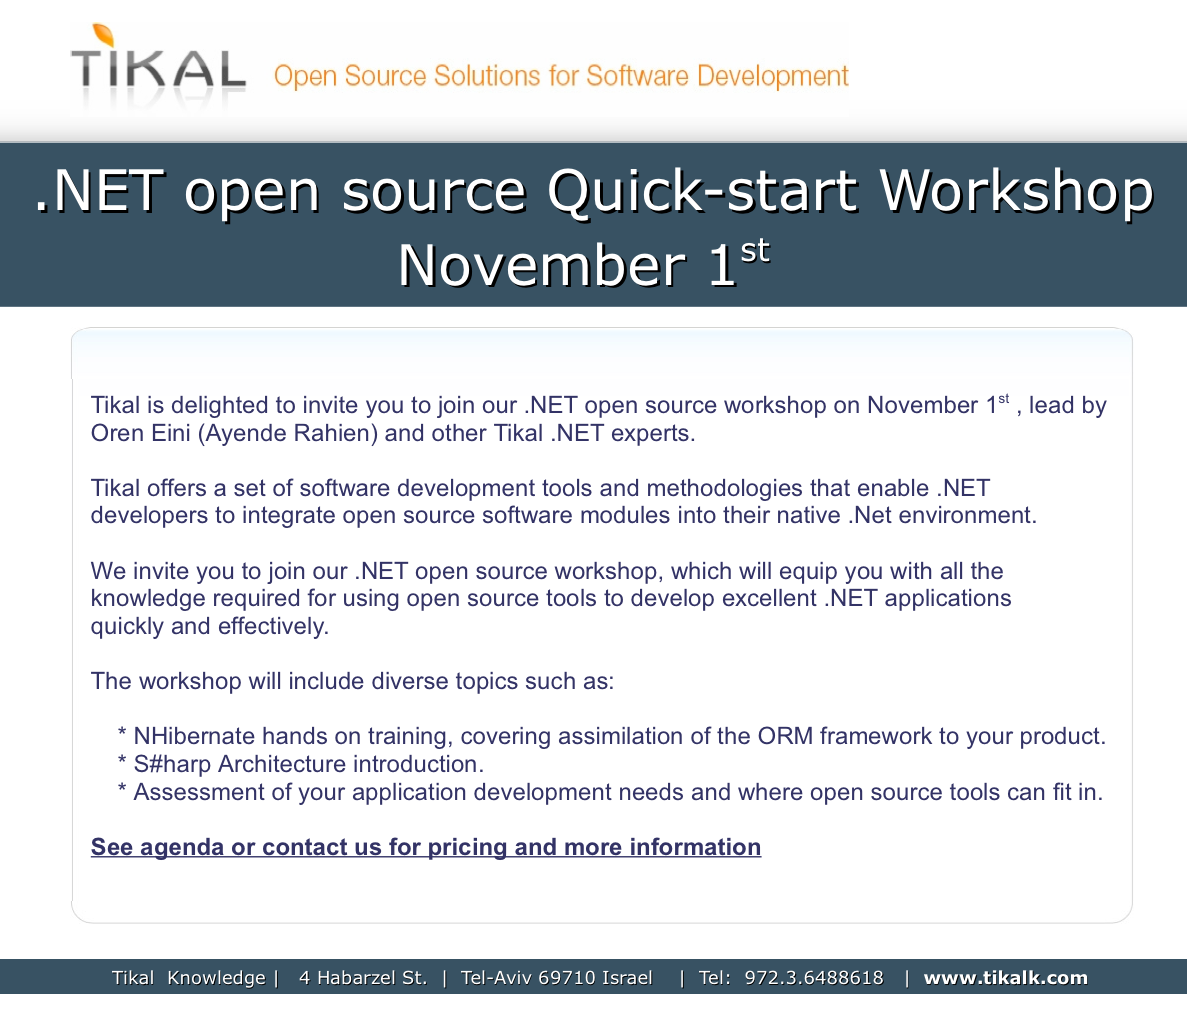 TIKAL Open Source Solutions for Software Development
.NET open source Quick-start Workshop
November 1st
Tikal is delighted to invite you to join our .NET open source workshop on November 1st , lead by
Oren Eini (Ayende Rahien) and other Tikal .NET experts.
Tikal offers a set of software development tools and methodologies that enable .NET
developers to integrate open source software modules into their native .Net environment.
We invite you to join our .NET open source workshop, which will equip you with all the
knowledge required for using open source tools to develop excellent .NET applications
quickly and effectively.
The workshop will include diverse topics such as:
* NHibernate hands on training, covering assimilation of the ORM framework to your product.
* S#harp Architecture introduction.
* Assessment of your application development needs and where open source tools can fit in.
See agenda or contact us for pricing and more information
Tikal Knowledge | 4 Habarzel St. | Tel-Aviv 69710 Israel | Tel: 972.3.6488618 | www.tikalk.com